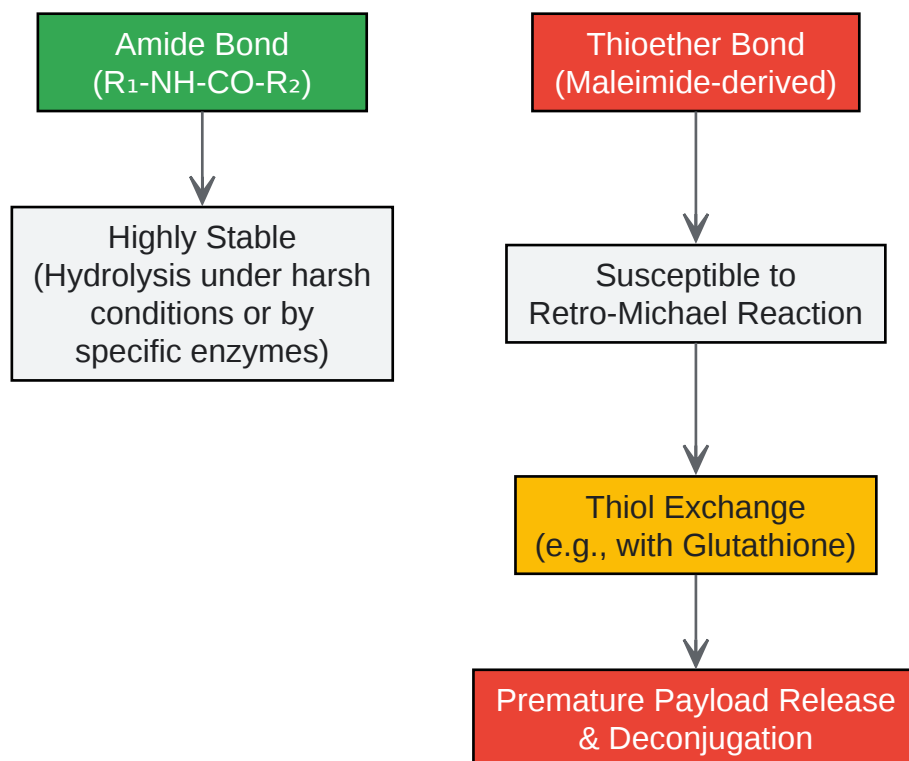 Amide Bond
(R₁-NH-CO-R₂)
Highly Stable
(Hydrolysis under harsh
conditions or by
specific enzymes)
Thioether Bond
(Maleimide-derived)
Susceptible to
Retro-Michael Reaction
Thiol Exchange
(e.g., with Glutathione)
Premature Payload Release
& Deconjugation